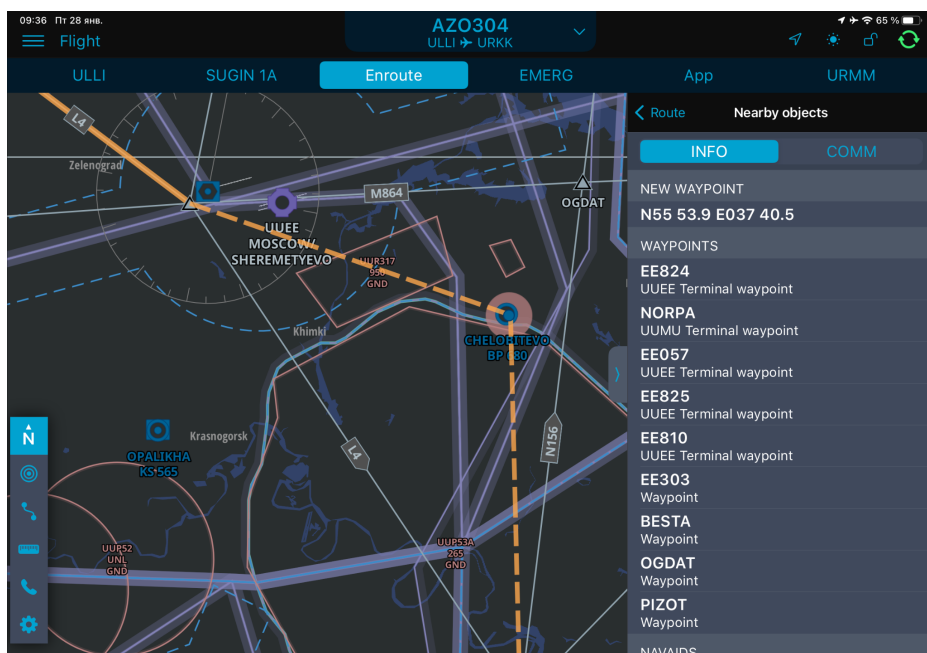 09:36 Пт 28 янв.
65 %
Flight
AZO304
ULLI ✈ URKK
ULLI
SUGIN 1A
Enroute
EMERG
App
URMM
L4
Zelenograd
M864
OGDAT
UUEE
MOSCOW/
SHEREMETYEVO
UUR317
950
GND
Khimki
CHELOBITEVO
BP 680
Krasnogorsk
OPALIKHA
KS 565
L4
N156
UUP52
UNL
GND
UUP53A
265
GND
N
Route
Nearby objects
INFO
COMM
NEW WAYPOINT
N55 53.9 E037 40.5
WAYPOINTS
EE824
UUEE Terminal waypoint
NORPA
UUMU Terminal waypoint
EE057
UUEE Terminal waypoint
EE825
UUEE Terminal waypoint
EE810
UUEE Terminal waypoint
EE303
Waypoint
BESTA
Waypoint
OGDAT
Waypoint
PIZOT
Waypoint
NAVAIDS